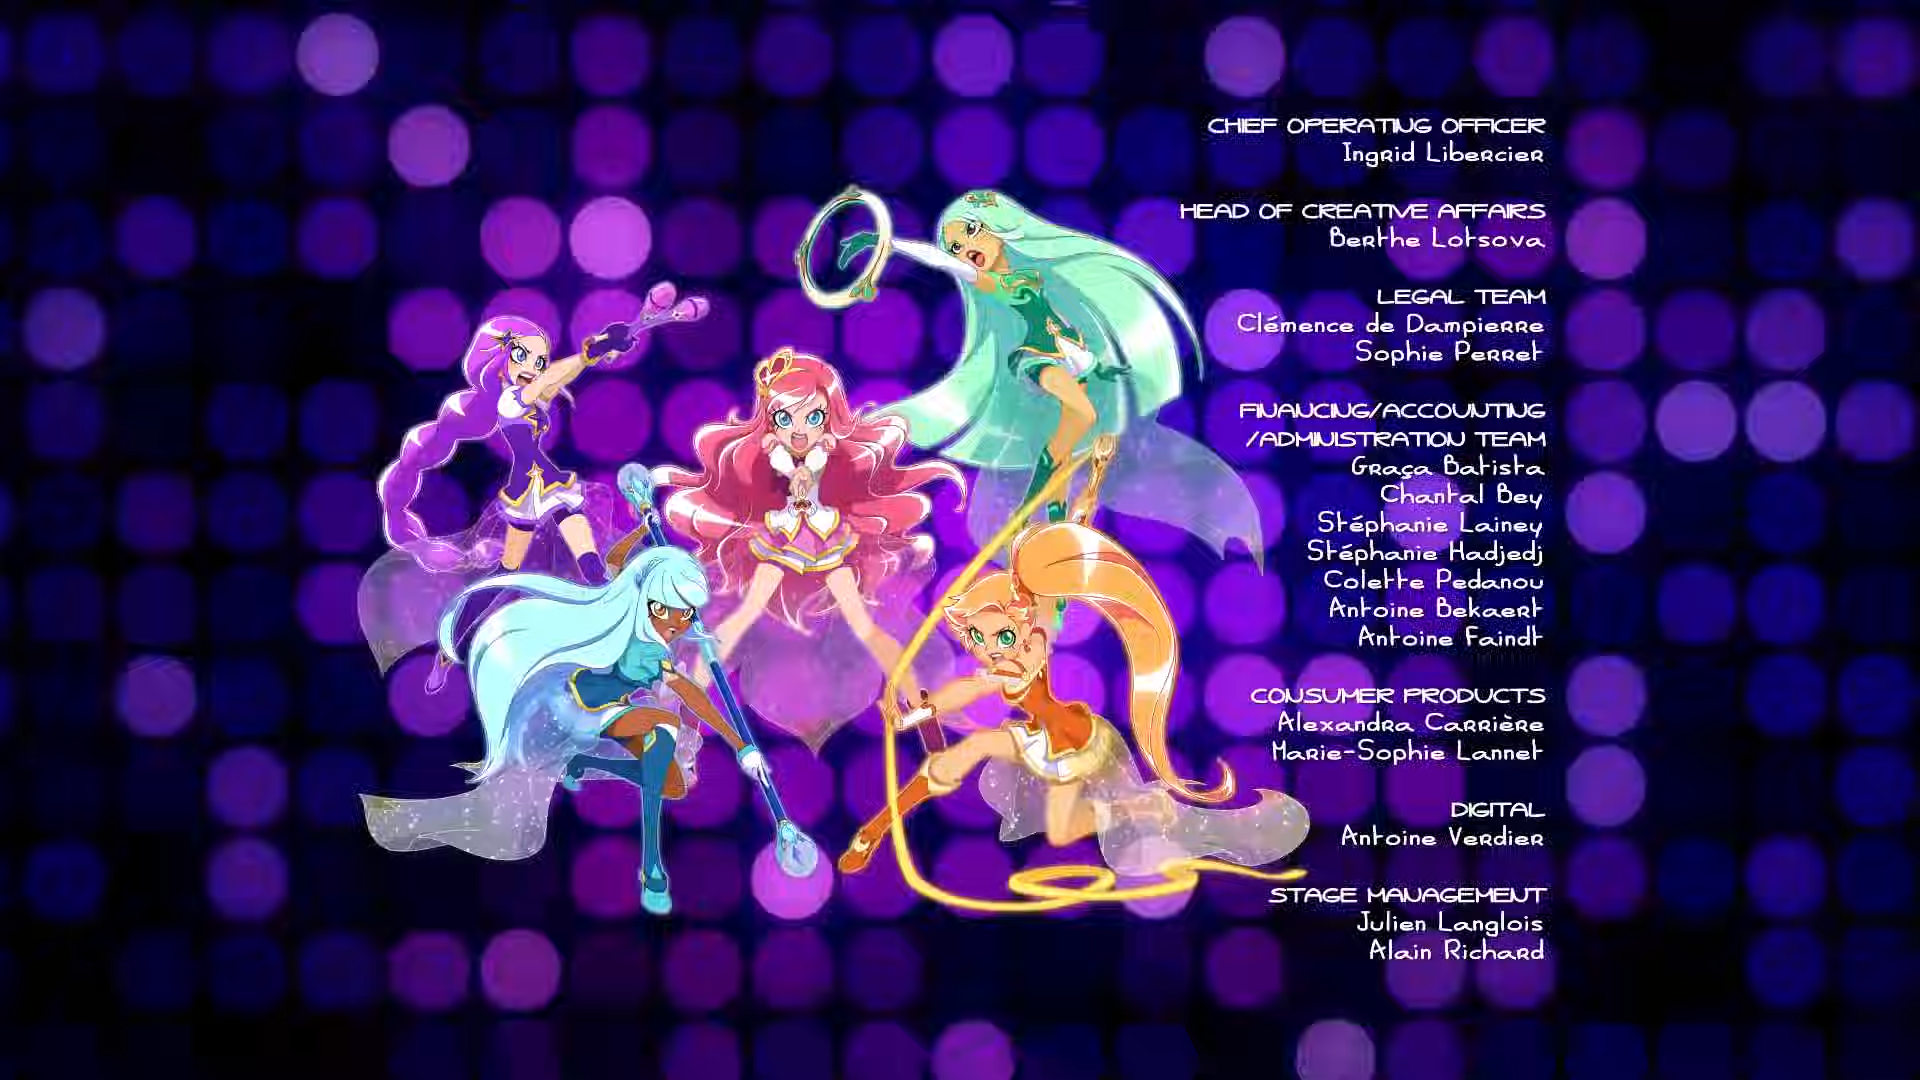 CHIEF OPERATING OFFICER
Ingrid Libercier
HEAD OF CREATIVE AFFAIRS
Berthe Lotsova
LEGAL TEAM
Clémence de Dampierre
Sophie Perret
FINANCING/ACCOUNTING
/ADMINISTRATION TEAM
Graça Batista
Chantal Bey
Stéphanie Lainey
Stéphanie Hadjedj
Colette Pedanou
Antoine Bekaert
Antoine Faindt
CONSUMER PRODUCTS
Alexandra Carrière
Marie-Sophie Lannet
DIGITAL
Antoine Verdier
STAGE MANAGEMENT
Julien Langlois
Alain Richard